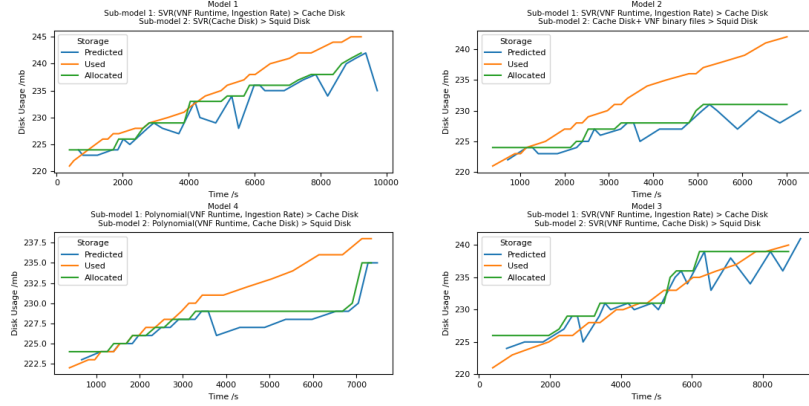 Model 1
Sub-model 1: SVR(VNF Runtime, Ingestion Rate) > Cache Disk
Sub-model 2: SVR(Cache Disk) > Squid Disk
245
240
235
230
225
220
Disk Usage /mb
Storage
Predicted
Used
Allocated
0
2000
4000
6000
8000
10000
Time /s
Model 2
Sub-model 1: SVR(VNF Runtime, Ingestion Rate) > Cache Disk
Sub-model 2: Cache Disk+ VNF binary files > Squid Disk
240
235
230
225
220
Disk Usage /mb
Storage
Predicted
Used
Allocated
1000
2000
3000
4000
5000
6000
7000
Time /s
Model 4
Sub-model 1: Polynomial(VNF Runtime, Ingestion Rate) > Cache Disk
Sub-model 2: Polynomial(VNF Runtime, Cache Disk) > Squid Disk
237.5
235.0
232.5
230.0
227.5
225.0
222.5
Disk Usage /mb
Storage
Predicted
Used
Allocated
1000
2000
3000
4000
5000
6000
7000
Time /s
Model 3
Sub-model 1: SVR(VNF Runtime, Ingestion Rate) > Cache Disk
Sub-model 2: SVR(VNF Runtime, Cache Disk) > Squid Disk
240
235
230
225
220
Disk Usage /mb
Storage
Predicted
Used
Allocated
0
2000
4000
6000
8000
Time /s